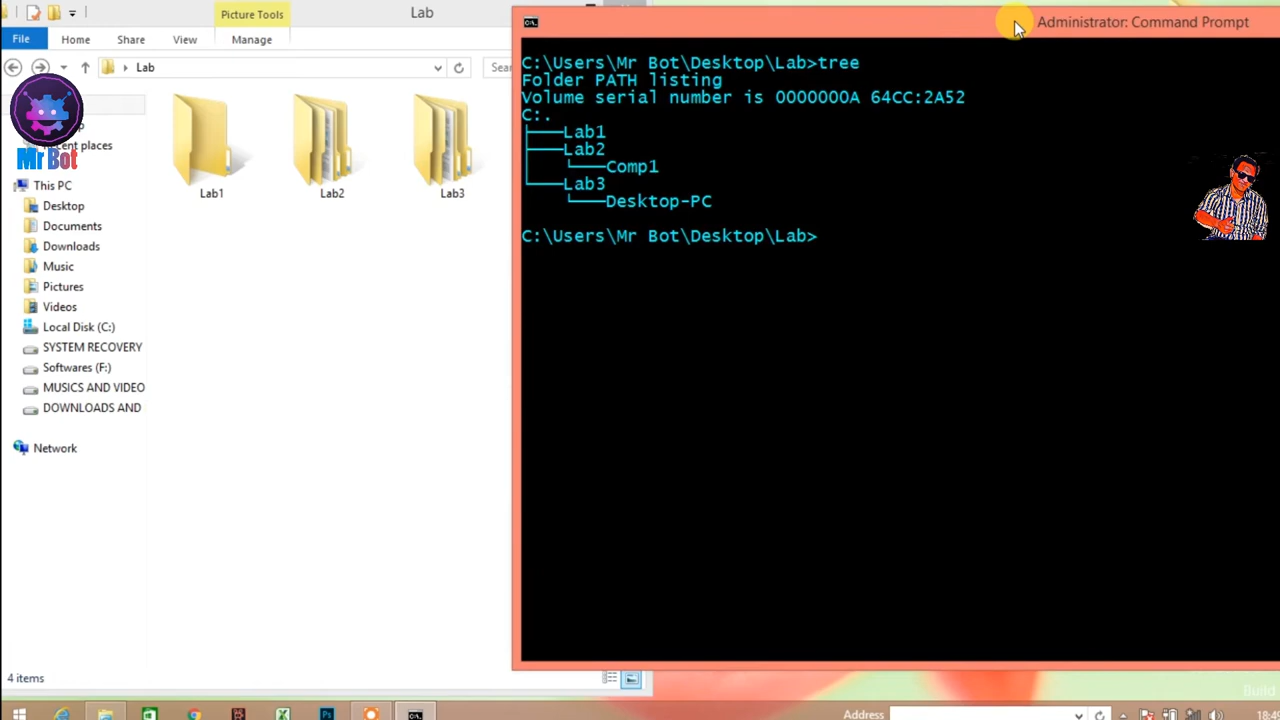 Picture Tools
Lab
File
Home
Share
View
Manage
Lab
Sear
Recent places
Mr Bot
This PC
Desktop
Documents
Downloads
Music
Pictures
Videos
Local Disk (C:)
SYSTEM RECOVERY
Softwares (F:)
MUSICS AND VIDEO
DOWNLOADS AND
Network
Lab1
Lab2
Lab3
4 items
Administrator: Command Prompt
C:\Users\Mr Bot\Desktop\Lab>tree
Folder PATH listing
Volume serial number is 0000000A 64CC:2A52
C:.
├───Lab1
├───Lab2
│   └───Comp1
└───Lab3
    └───Desktop-PC
C:\Users\Mr Bot\Desktop\Lab>
Build
Address